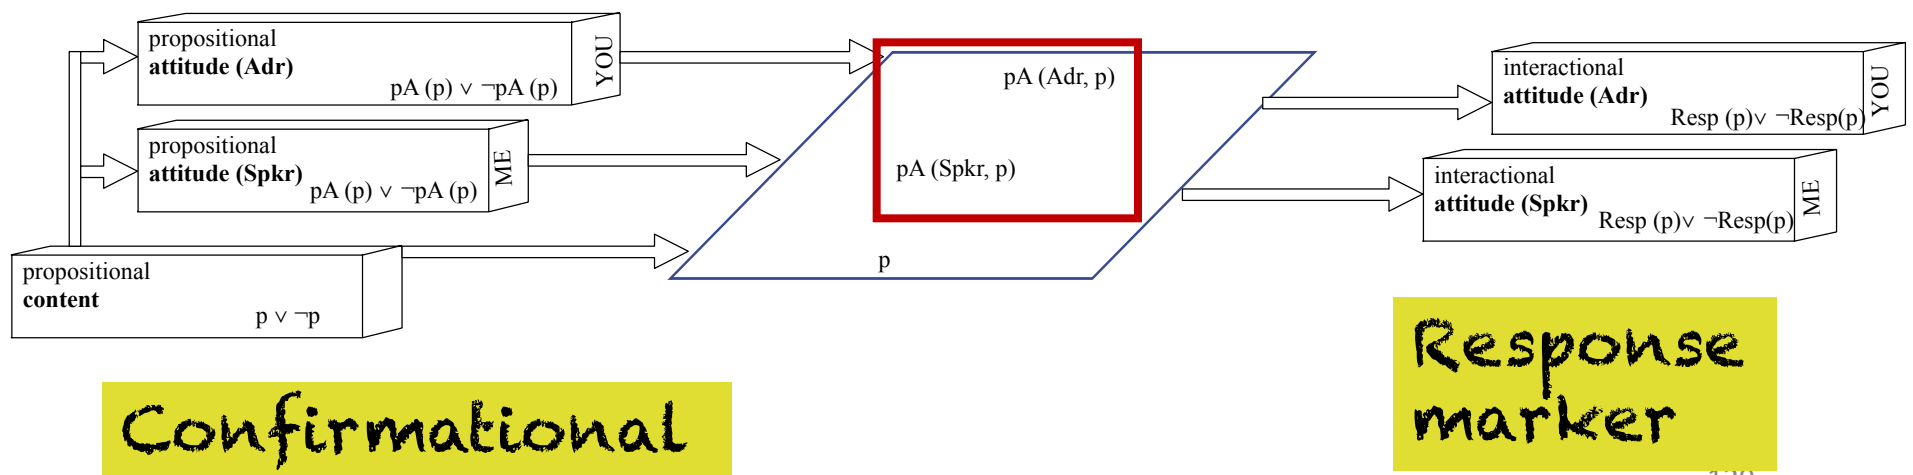 propositional
attitude (Adr)
pA (p) ∨ ¬pA (p)
YOU
propositional
attitude (Spkr)
pA (p) ∨ ¬pA (p)
ME
propositional
content
p ∨ ¬p
pA (Adr, p)
pA (Spkr, p)
p
interactional
attitude (Adr)
Resp (p)∨ ¬Resp(p)
YOU
interactional
attitude (Spkr)
Resp (p)∨ ¬Resp(p)
ME
Confirmational
Response
marker